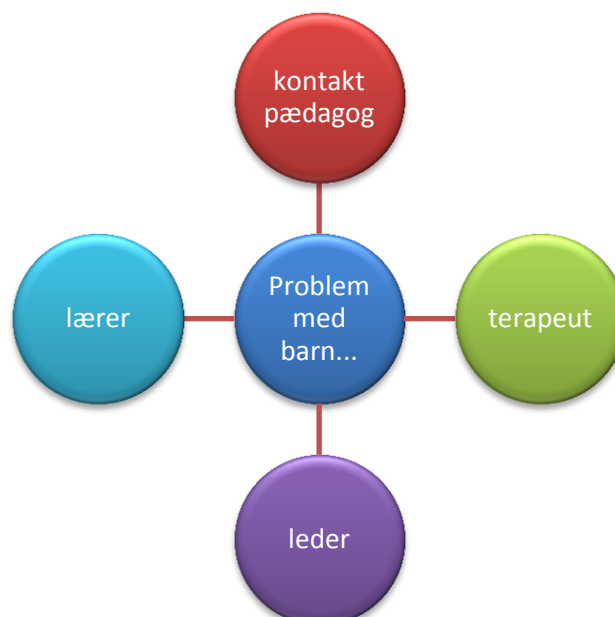 kontakt
pædagog
lærer
Problem
med
barn...
terapeut
leder